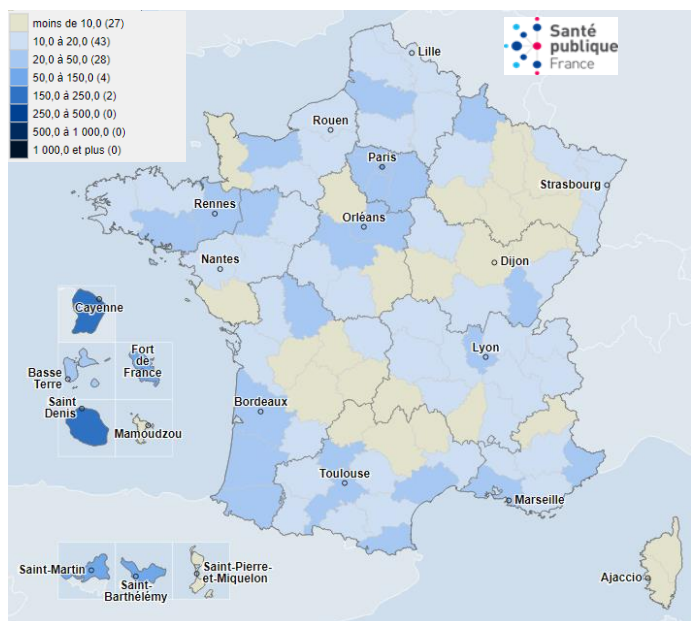 moins de 10,0 (27)
10,0 à 20,0 (43)
20,0 à 50,0 (28)
50,0 à 150,0 (4)
150,0 à 250,0 (2)
250,0 à 500,0 (0)
500,0 à 1 000,0 (0)
1 000,0 et plus (0)
Santé
publique
France
Lille
Rouen
Paris
Strasbourg
Rennes
Orléans
Nantes
Dijon
Cayenne
Lyon
Fort
de
France
Basse
Terre
Saint
Denis
Bordeaux
Mamoudzou
Toulouse
Marseille
Saint-Martin
Saint-
Barthélémy
Saint-Pierre-
et-Miquelon
Ajaccio